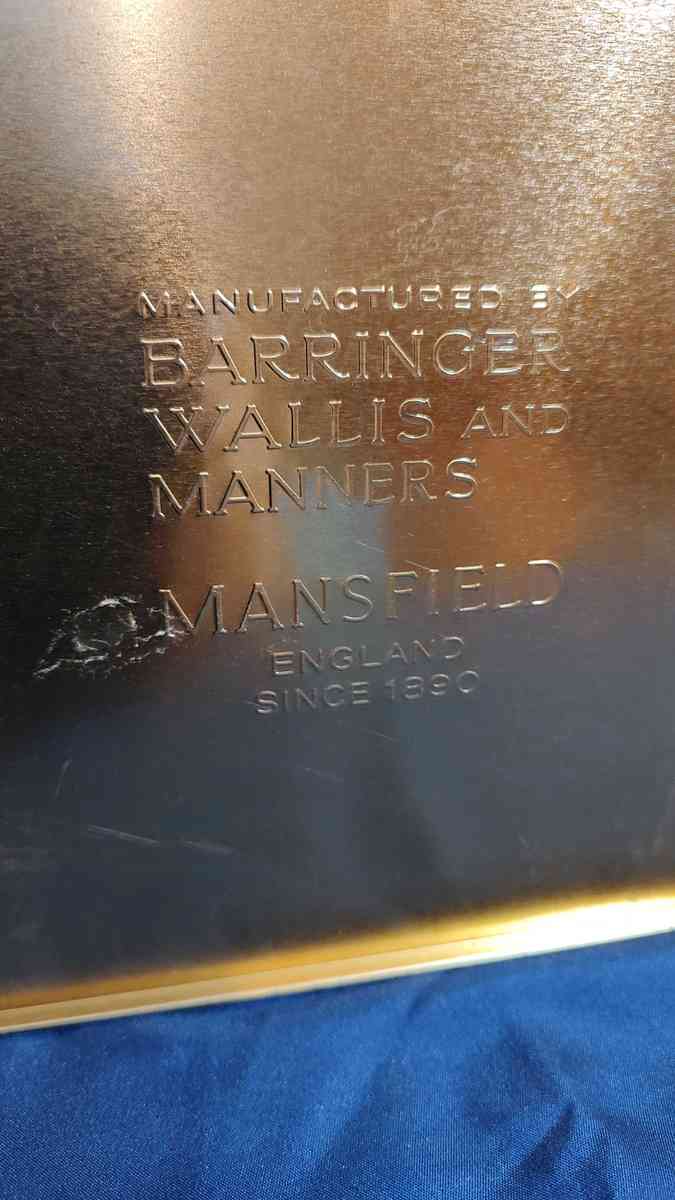 MANUFACTURED BY
BARRINGER
WALLIS AND
MANNERS
MANSFIELD
ENGLAND
SINCE 1890